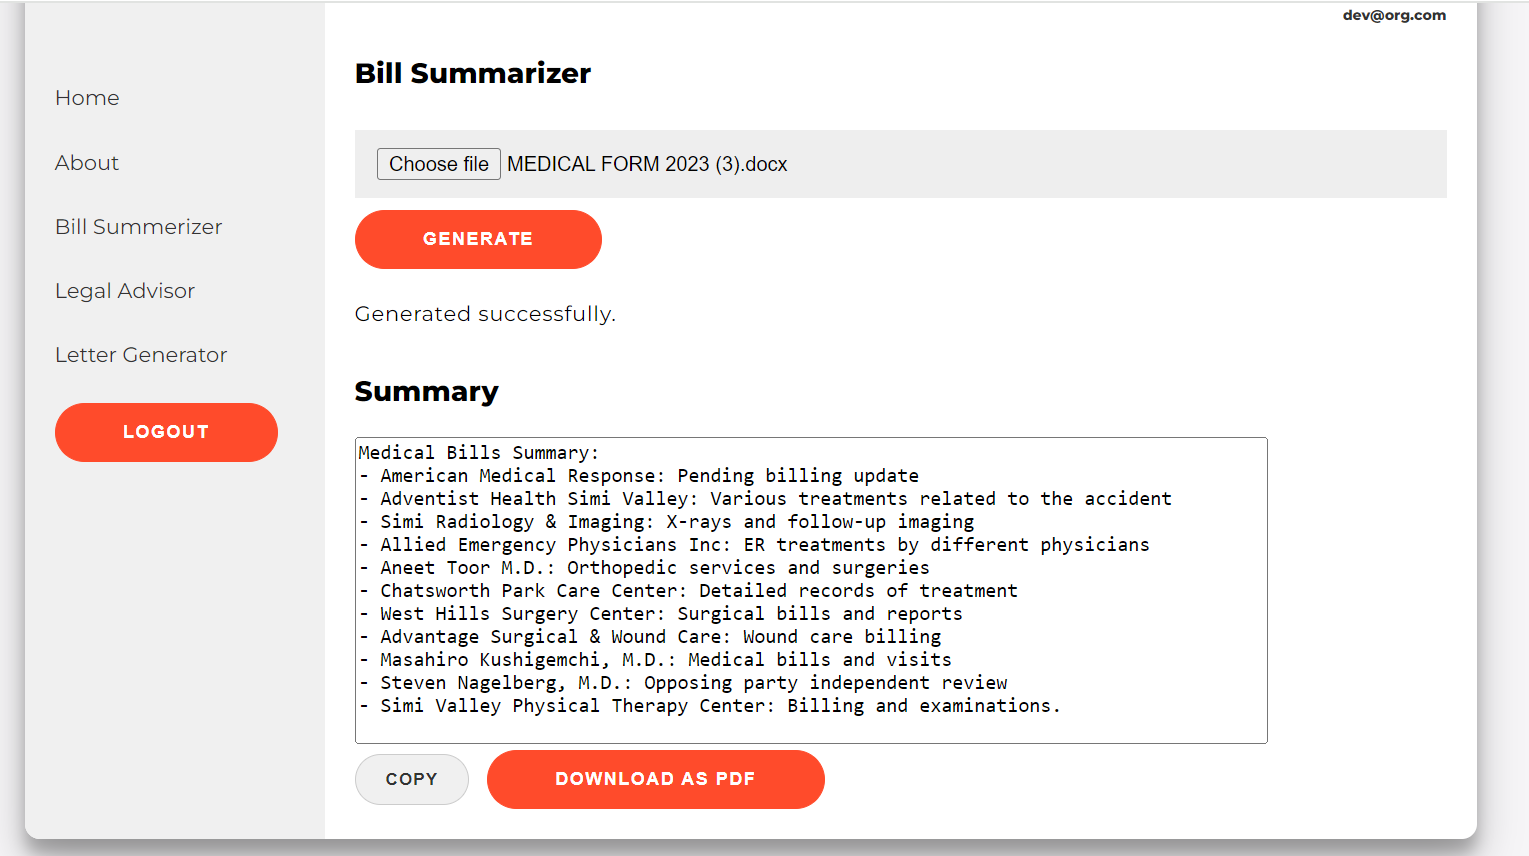 dev@org.com
Home
About
Bill Summerizer
Legal Advisor
Letter Generator
LOGOUT
Bill Summarizer
Choose file MEDICAL FORM 2023 (3).docx
GENERATE
Generated successfully.
Summary
Medical Bills Summary:
- American Medical Response: Pending billing update
- Adventist Health Simi Valley: Various treatments related to the accident
- Simi Radiology & Imaging: X-rays and follow-up imaging
- Allied Emergency Physicians Inc: ER treatments by different physicians
- Aneet Toor M.D.: Orthopedic services and surgeries
- Chatsworth Park Care Center: Detailed records of treatment
- West Hills Surgery Center: Surgical bills and reports
- Advantage Surgical & Wound Care: Wound care billing
- Masahiro Kushigemchi, M.D.: Medical bills and visits
- Steven Nagelberg, M.D.: Opposing party independent review
- Simi Valley Physical Therapy Center: Billing and examinations.
COPY
DOWNLOAD AS PDF